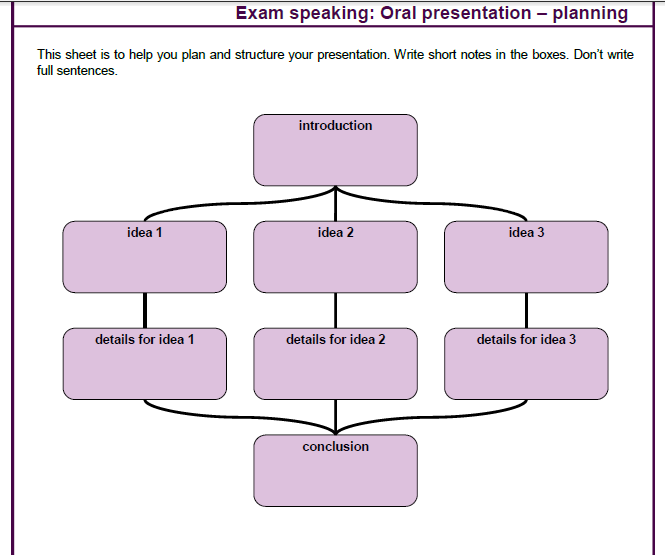 Exam speaking: Oral presentation – planning
This sheet is to help you plan and structure your presentation. Write short notes in the boxes. Don't write
full sentences.
introduction
idea 1
idea 2
idea 3
details for idea 1
details for idea 2
details for idea 3
conclusion